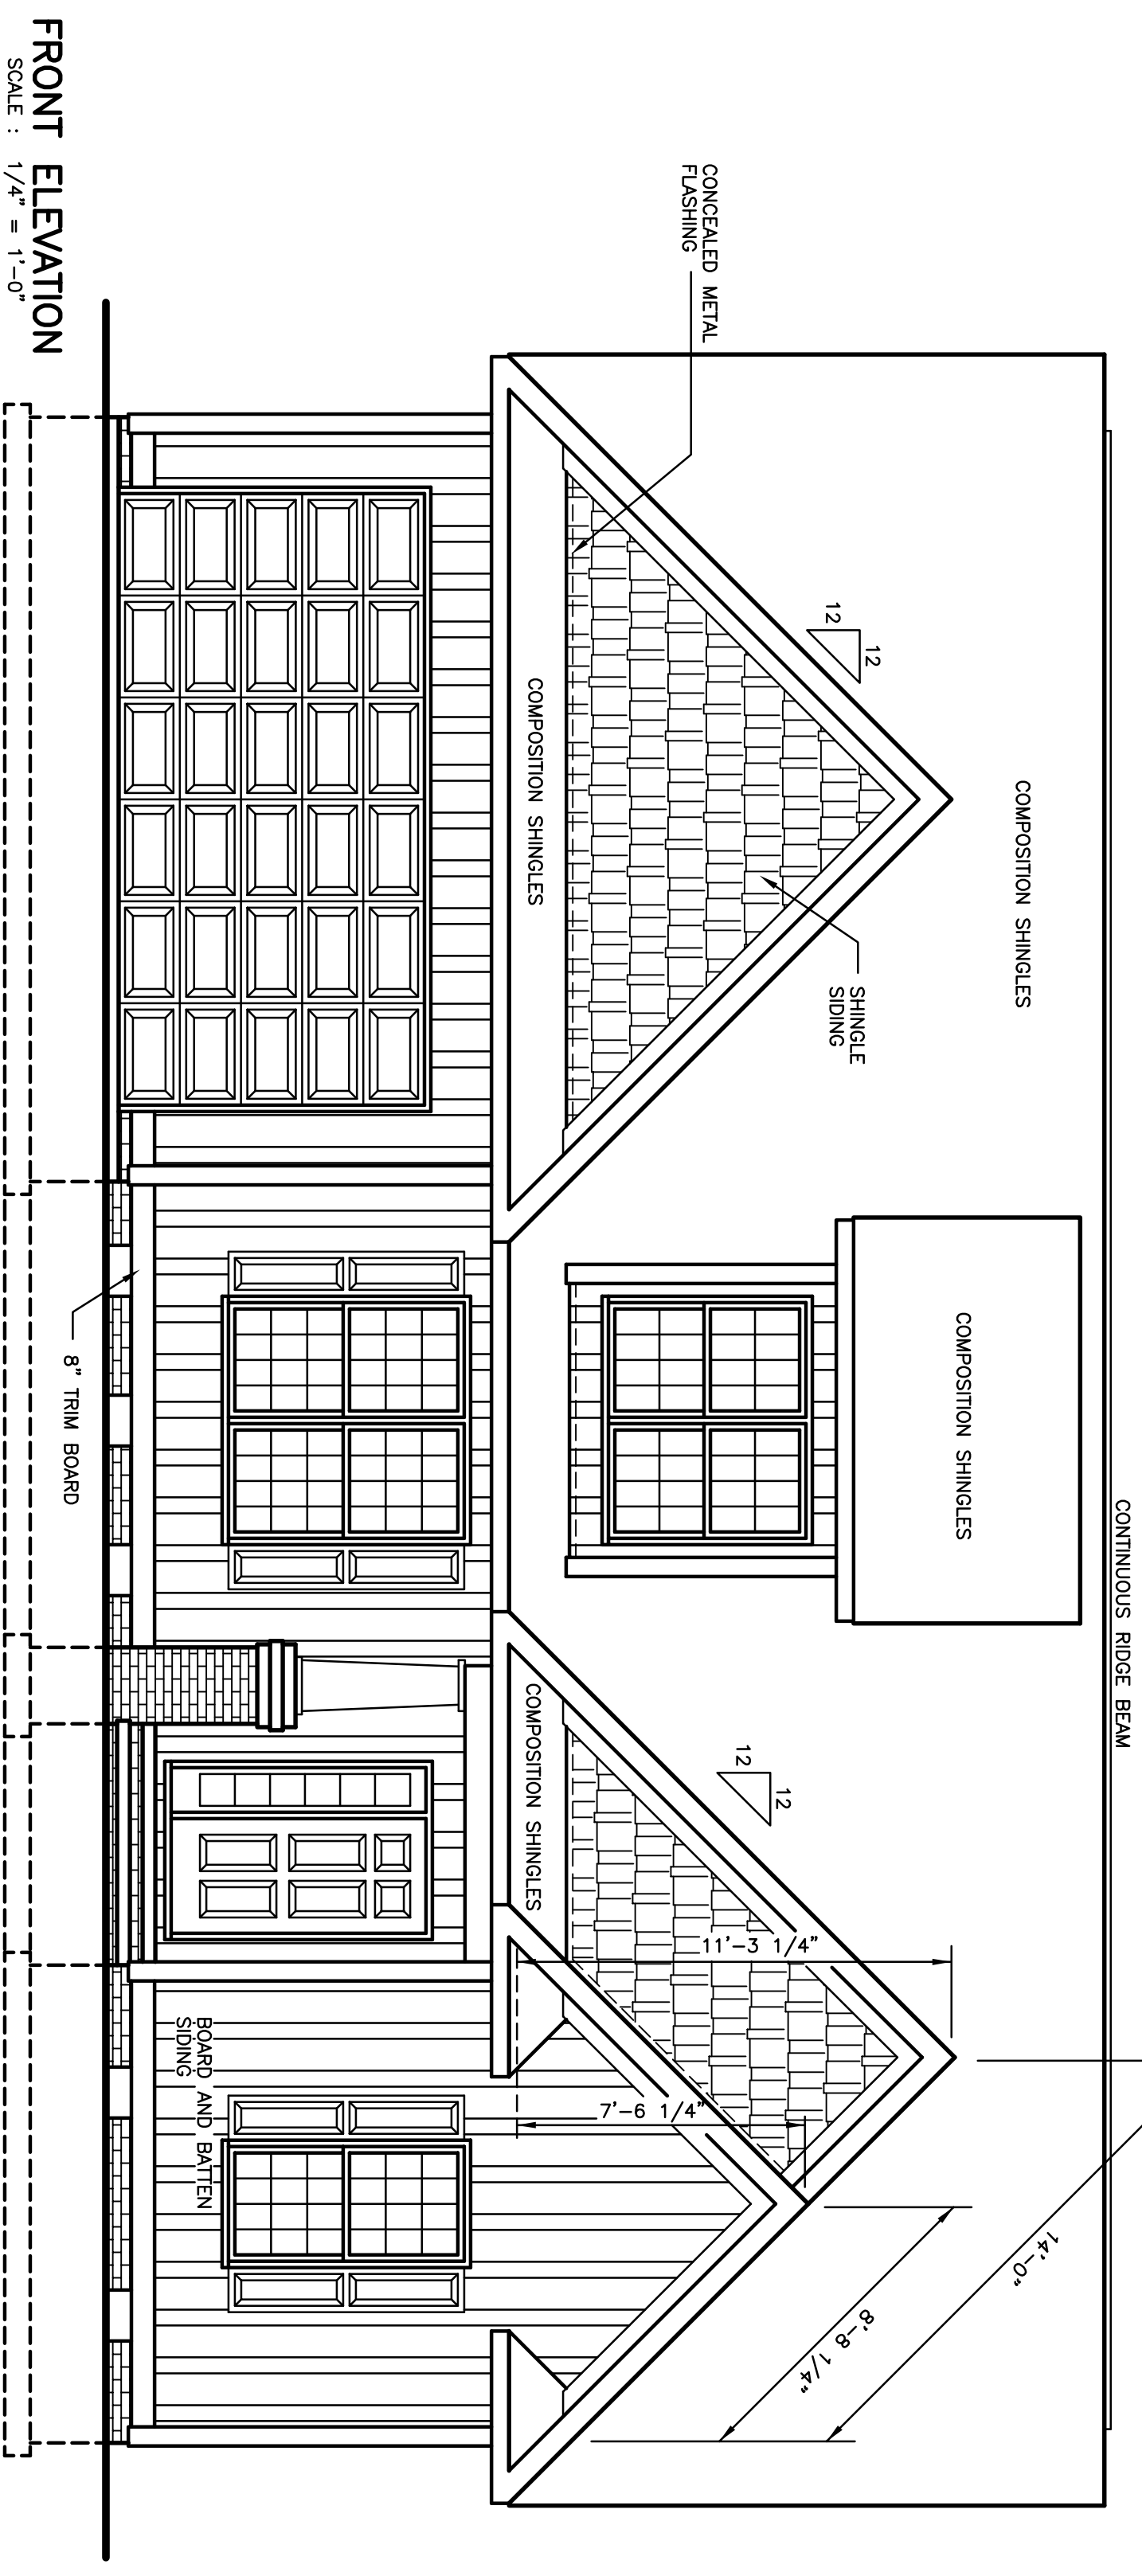 CONTINUOUS RIDGE BEAM
COMPOSITION SHINGLES
COMPOSITION SHINGLES
14'-0"
8'-8 1/4"
12
12
SHINGLE
SIDING
12
12
11'-3 1/4"
7'-6 1/4"
CONCEALED METAL
FLASHING
COMPOSITION SHINGLES
COMPOSITION SHINGLES
BOARD AND BATTEN
SIDING
8" TRIM BOARD
FRONT ELEVATION
SCALE : 1/4" = 1'-0"